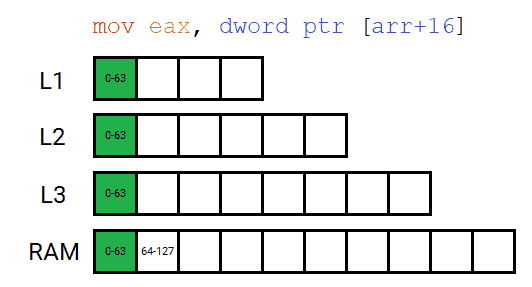 mov eax, dword ptr [arr+16]
L1 0-63
L2 0-63
L3 0-63
RAM 0-63 64-127